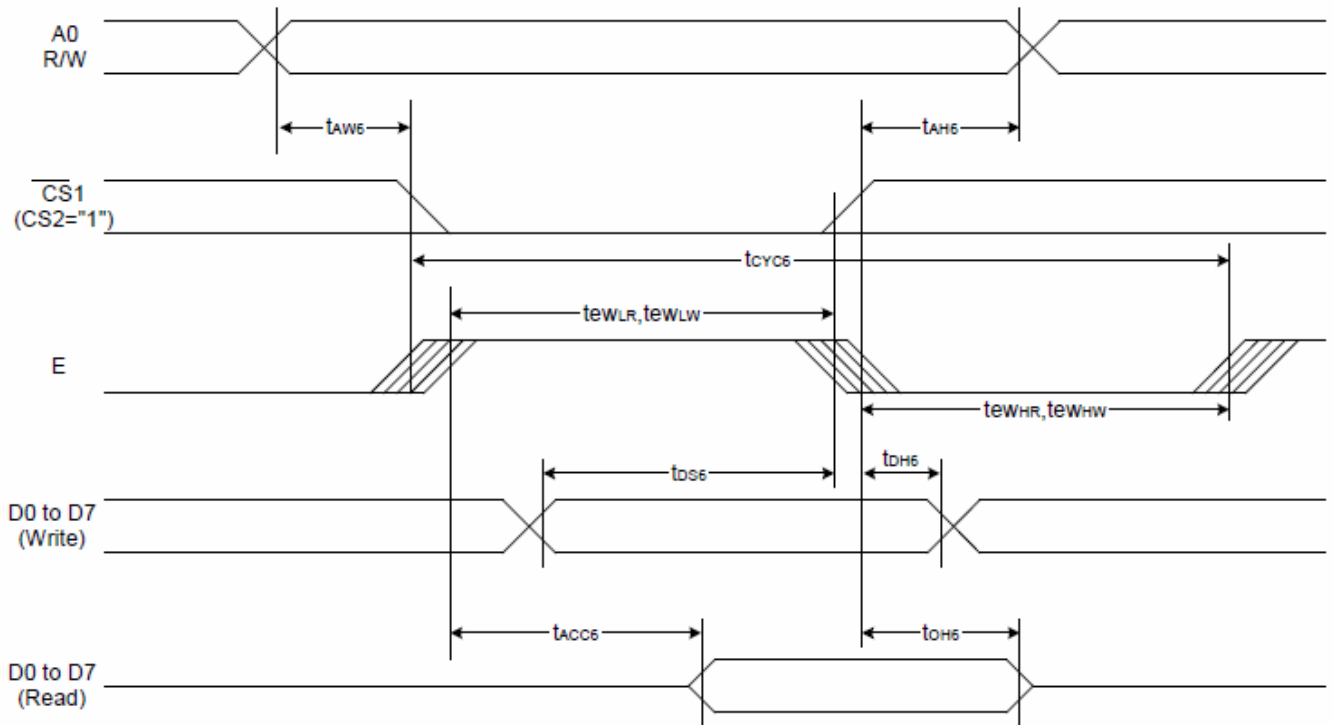 A0
R/W
tAW6
tAH6
CS1
(CS2="1")
tCYC6
tewLR,tewLW
E
tewHR,tewHW
tDS6
tDH6
D0 to D7
(Write)
tACC6
tOH6
D0 to D7
(Read)